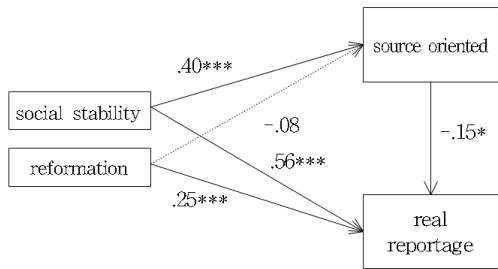 source oriented
.40***
social stability
-.08
-.15*
reformation
.56***
.25***
real
reportage